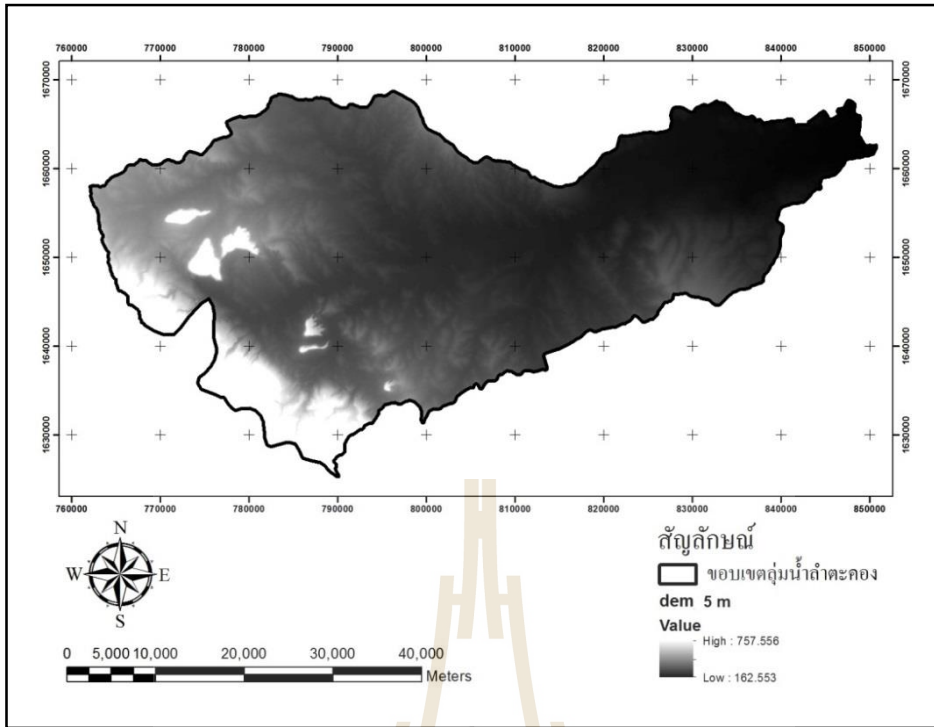 760000 770000 780000 790000 800000 810000 820000 830000 840000 850000
1670000 1670000
1660000 1660000
1650000 1650000
1640000 1640000
1630000 1630000
760000 770000 780000 790000 800000 810000 820000 830000 840000 850000
N
W E
S
0 5,000 10,000 20,000 30,000 40,000
Meters
สัญลักษณ์
ขอบเขตลุ่มน้ำลำตะคอง
dem 5 m
Value
High : 757.556
Low : 162.553